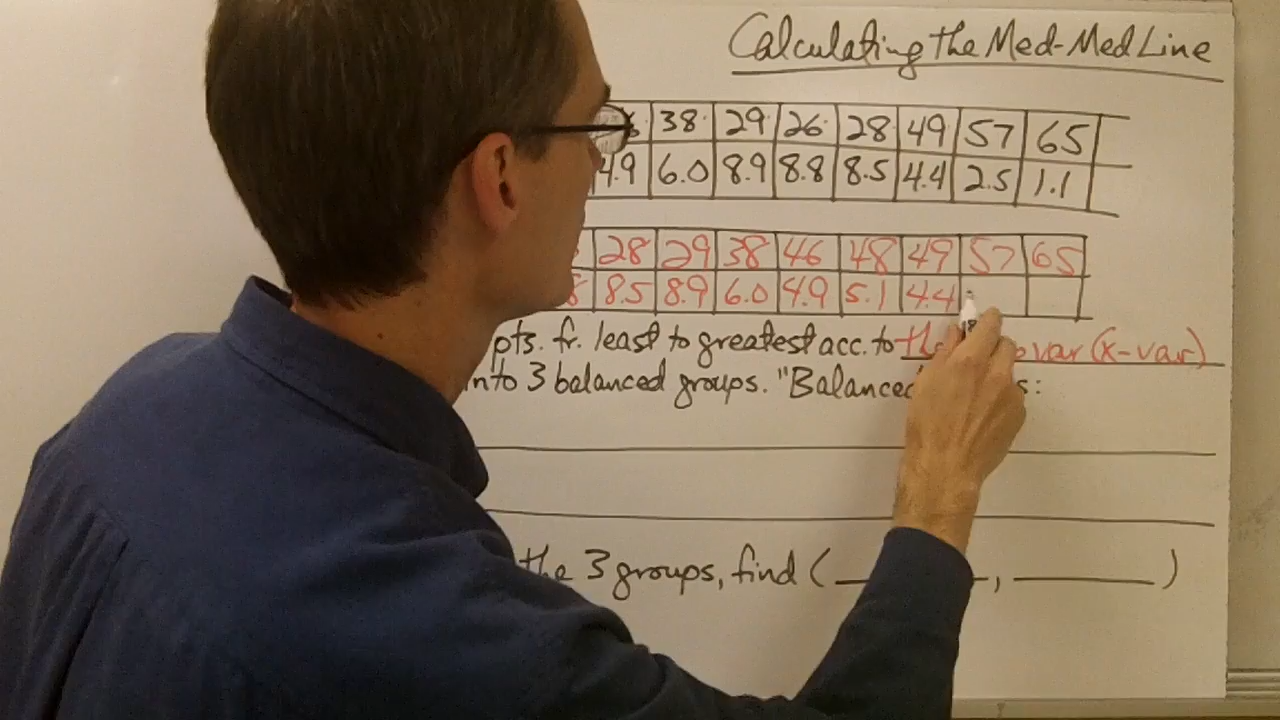 Calculating the Med-Med Line
38 29 26 28 49 57 65
4.9 6.0 8.9 8.8 8.5 4.4 2.5 1.1
28 29 38 46 48 49 57 65
8 8.5 8.9 6.0 4.9 5.1 4.4
pts. fr. least to greatest acc. to var (x-var)
into 3 balanced groups. "Balanced
the 3 groups, find ( , )